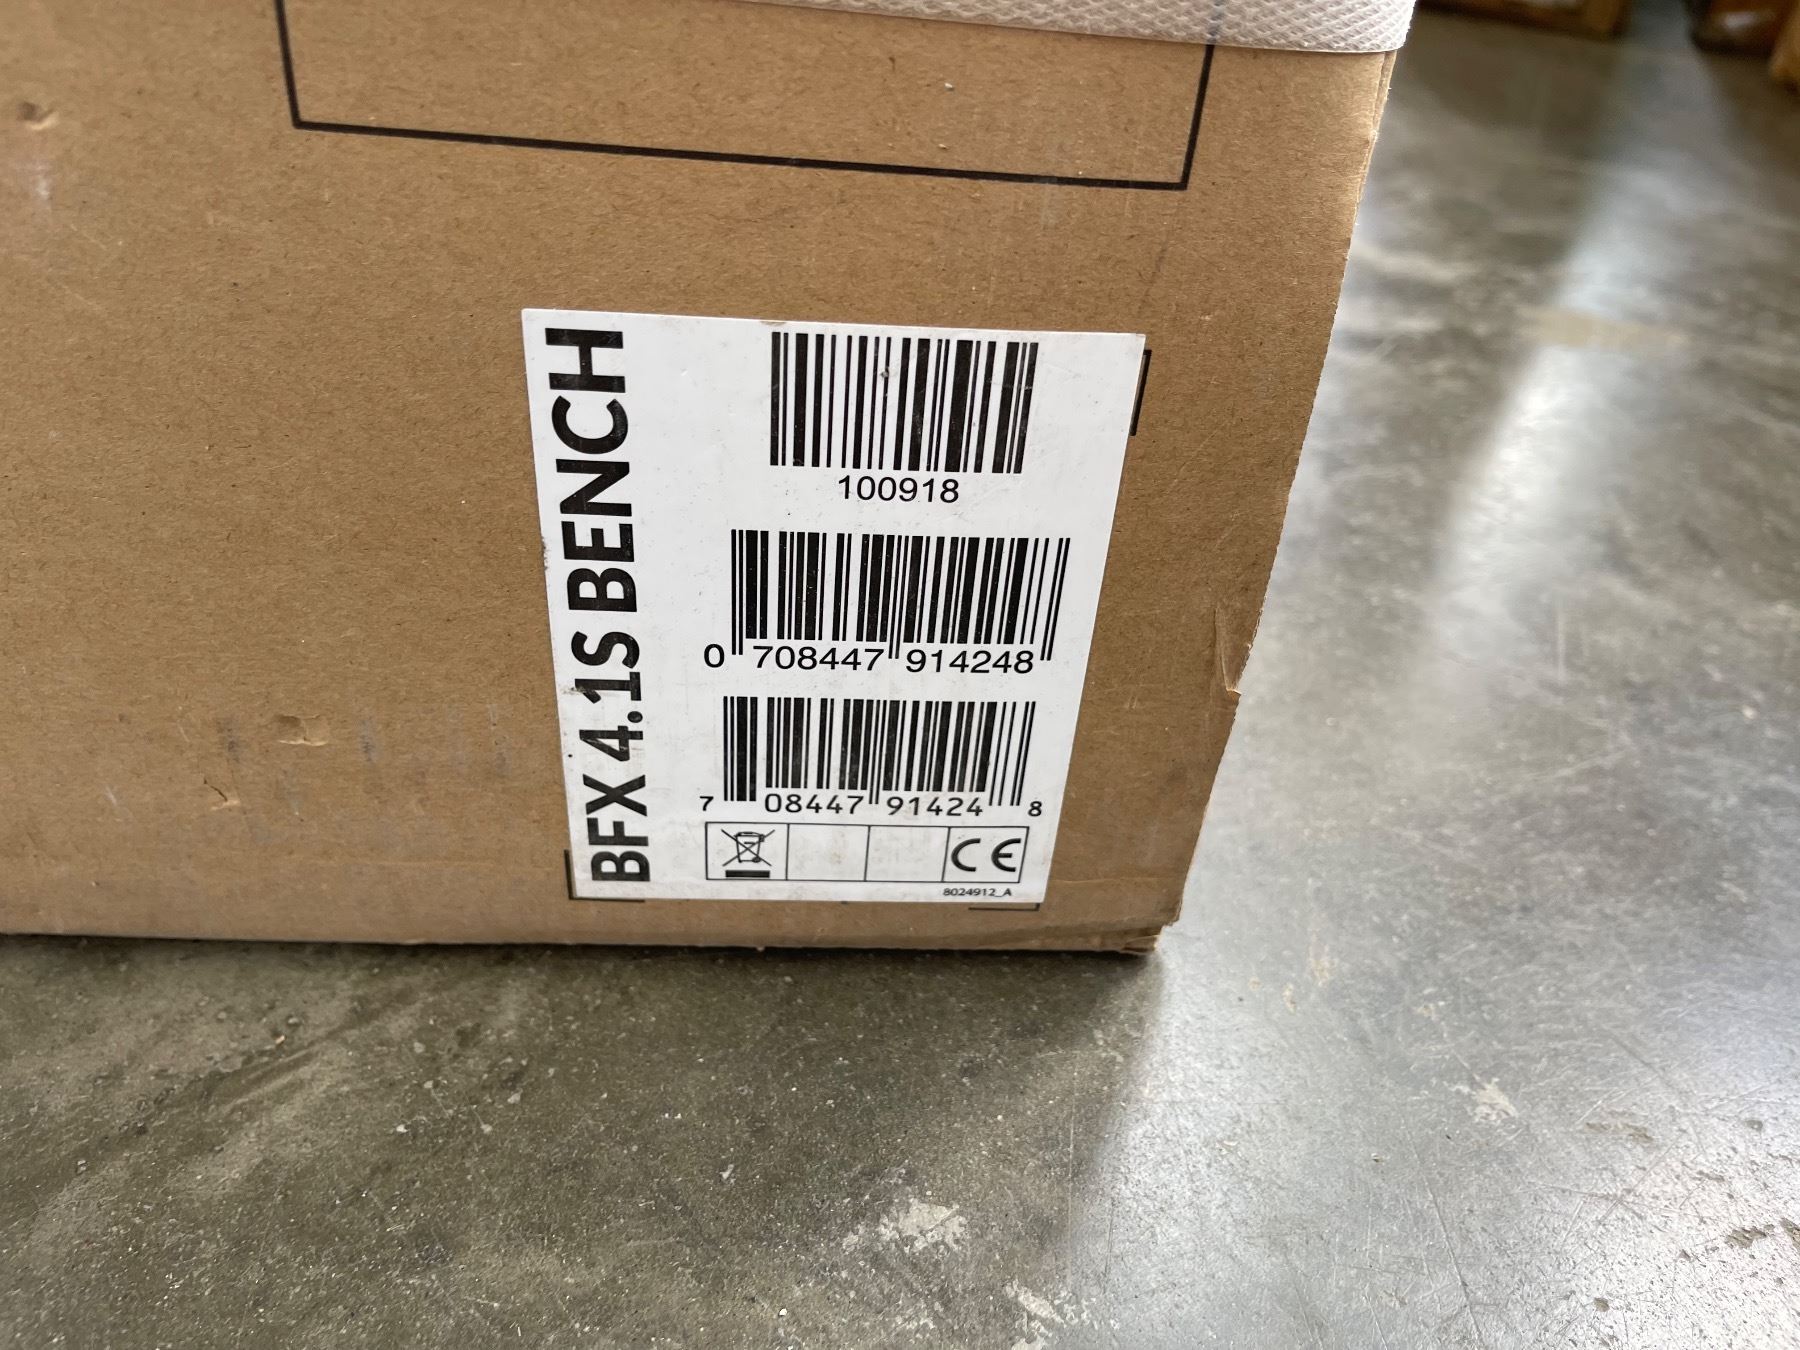 BFX 4.1S BENCH
100918
0 708447 914248
7 08447 91424 8
CE
8024912_A